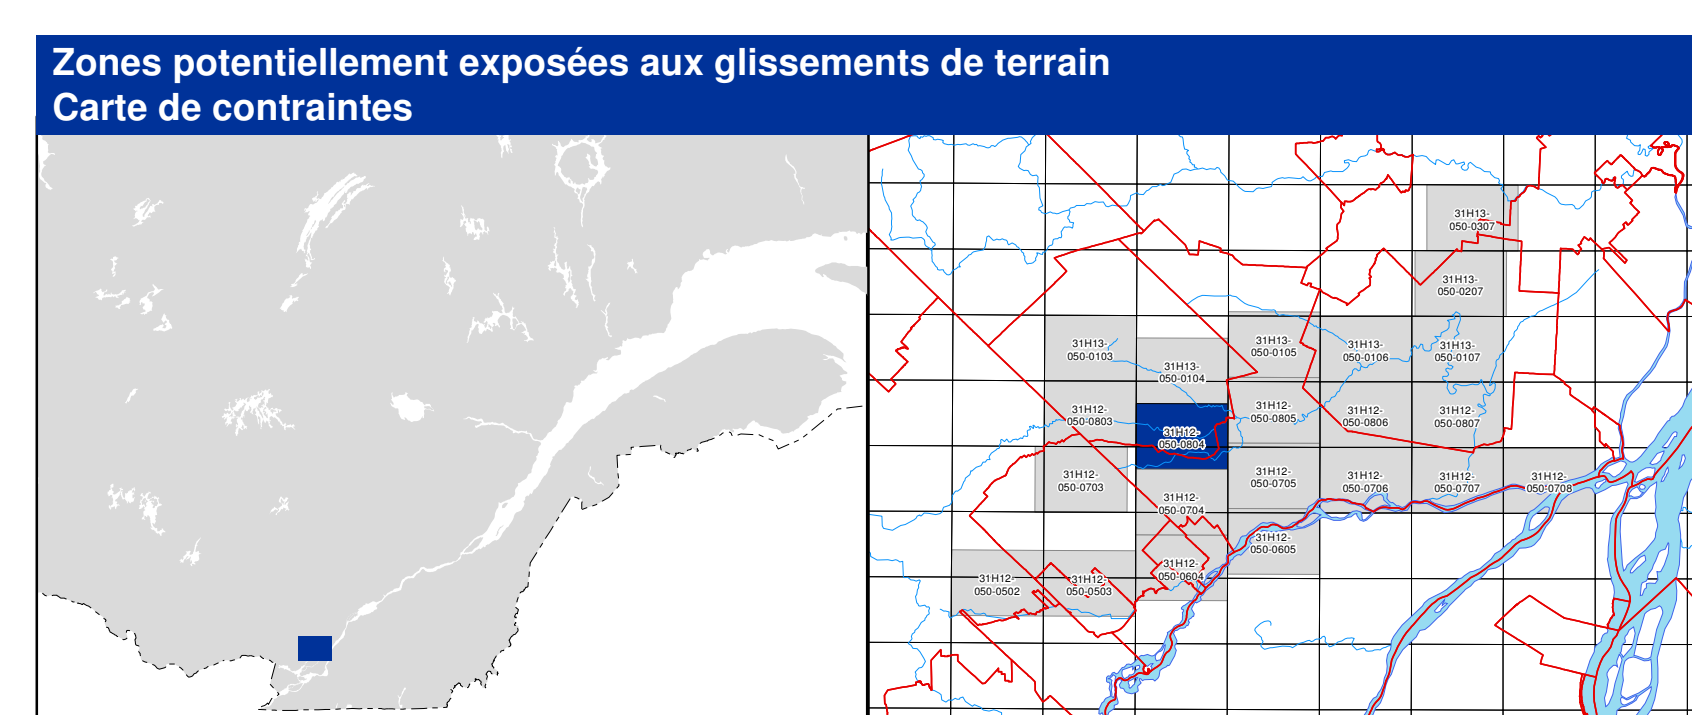 Zones potentiellement exposées aux glissements de terrain
Carte de contraintes
31H13-
050-0307
31H13-
050-0207
31H13-
050-0103
31H13-
050-0104
31H13-
050-0105
31H13-
050-0106
31H13-
050-0107
31H12-
050-0803
31H12-
050-0804
31H12-
050-0805
31H12-
050-0806
31H12-
050-0807
31H12-
050-0703
31H12-
050-0704
31H12-
050-0705
31H12-
050-0706
31H12-
050-0707
31H12-
050-0708
31H12-
050-0605
31H12-
050-0604
31H12-
050-0502
31H12-
050-0503